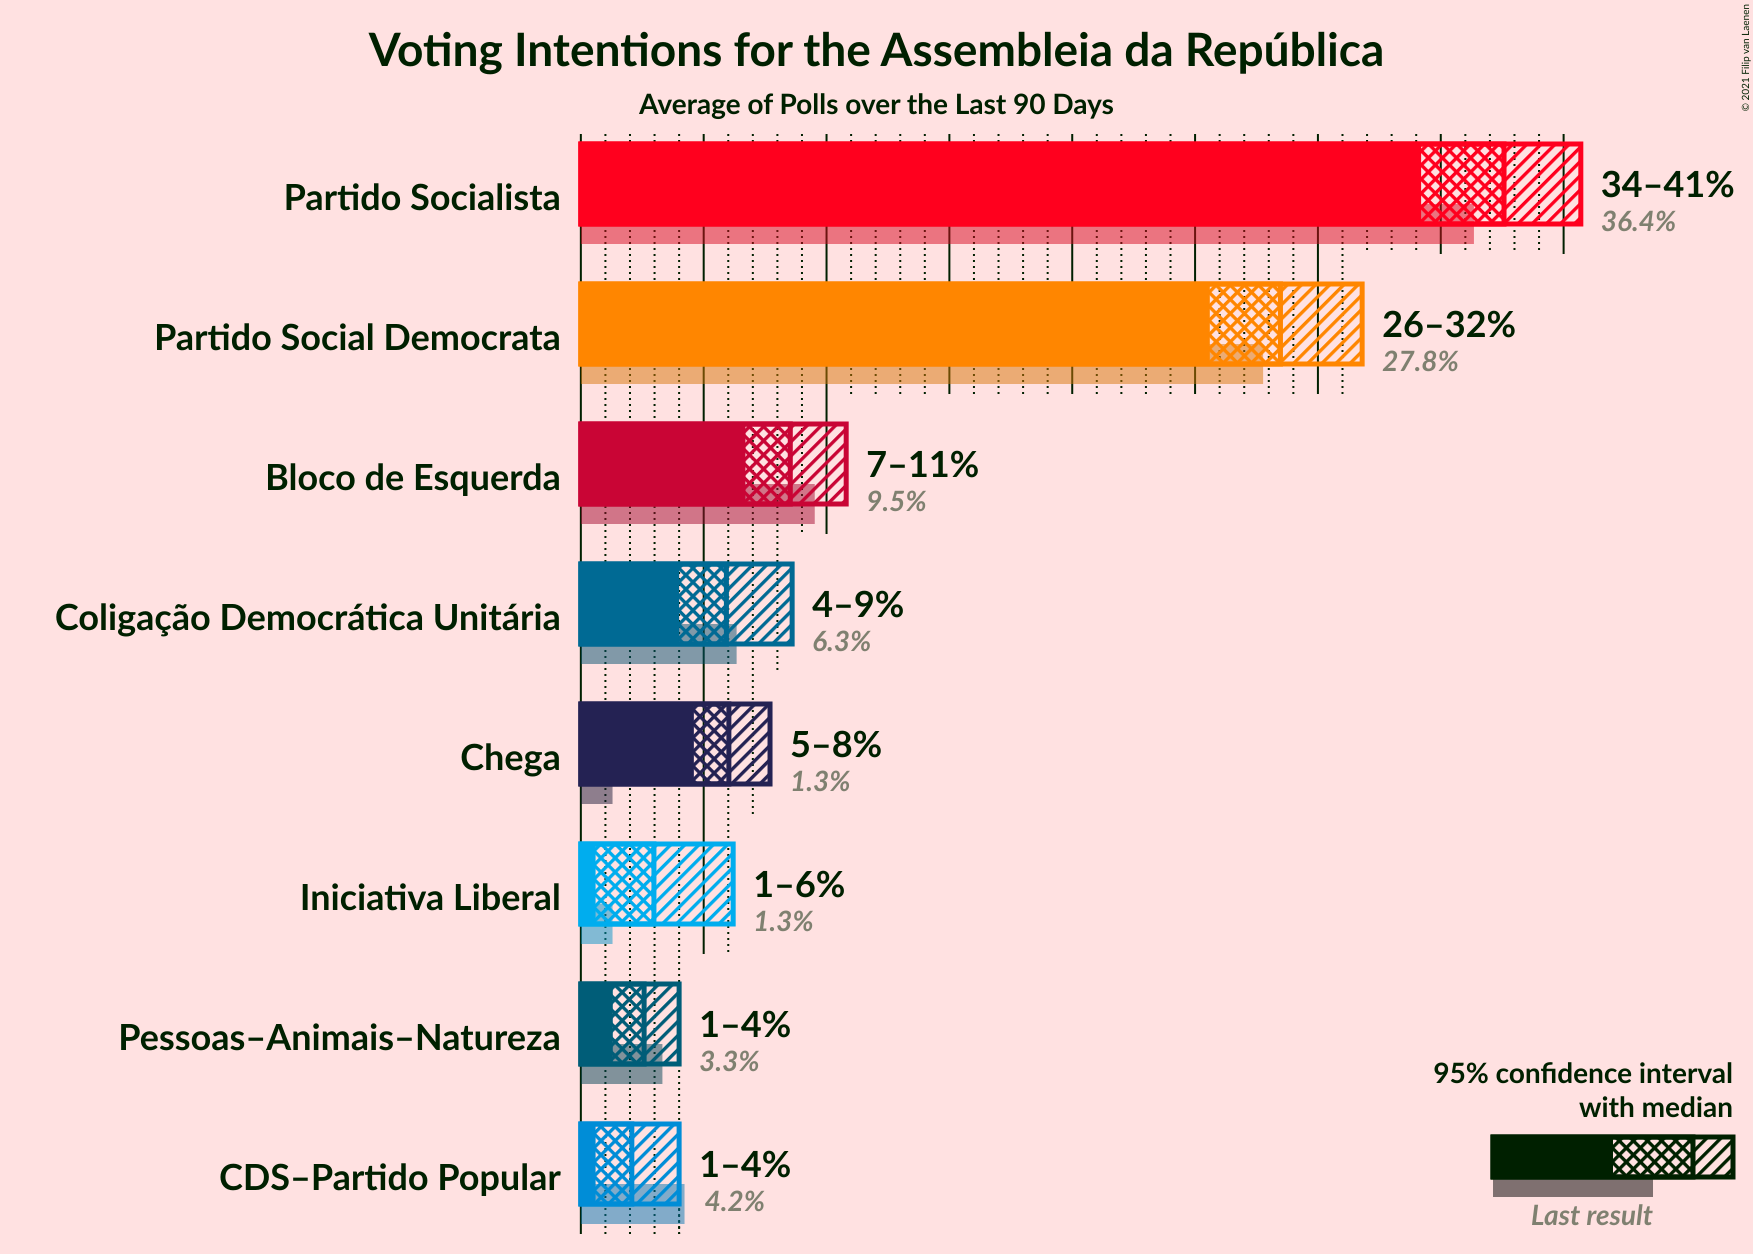 Voting Intentions for the Assembleia da República
Average of Polls over the Last 90 Days
© 2021 Filip van Laenen
Partido Socialista
34–41%
36.4%
Partido Social Democrata
26–32%
27.8%
Bloco de Esquerda
7–11%
9.5%
Coligação Democrática Unitária
4–9%
6.3%
Chega
5–8%
1.3%
Iniciativa Liberal
1–6%
1.3%
Pessoas–Animais–Natureza
1–4%
3.3%
CDS–Partido Popular
1–4%
4.2%
95% confidence interval
with median
Last result